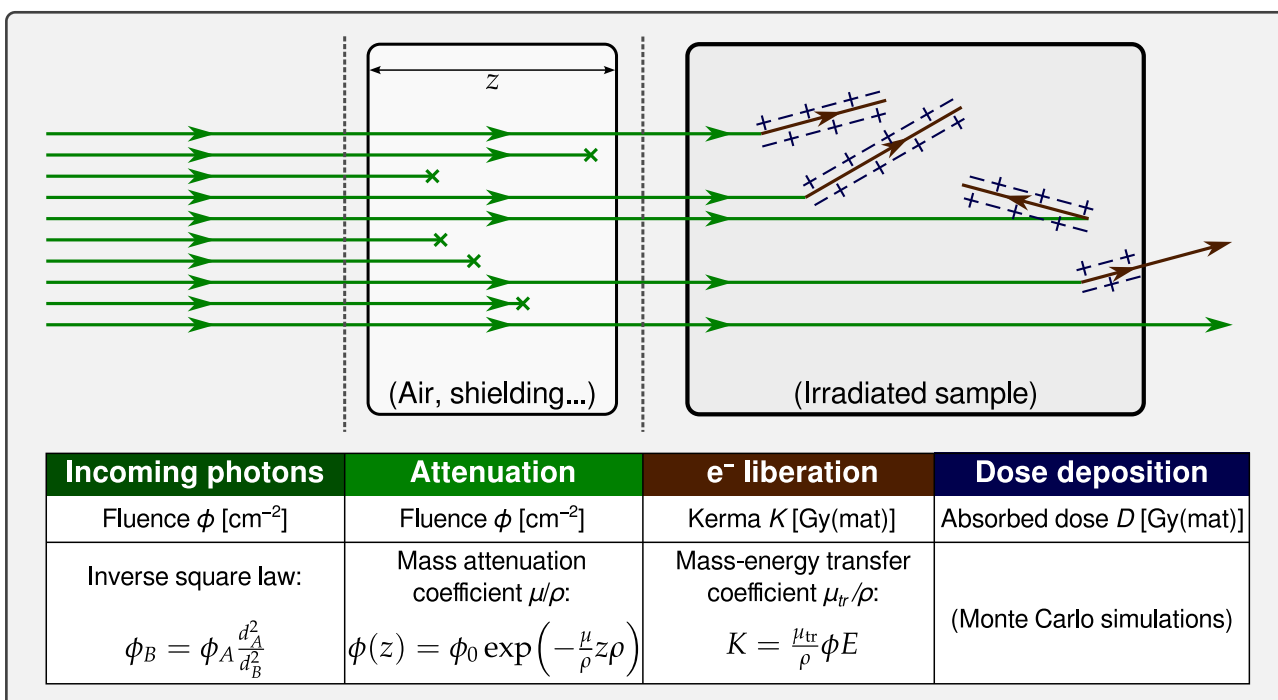 z
(Air, shielding...)
(Irradiated sample)
Incoming photons
Attenuation
e⁻ liberation
Dose deposition
Fluence ϕ [cm⁻²]
Fluence ϕ [cm⁻²]
Kerma K [Gy(mat)]
Absorbed dose D [Gy(mat)]
Inverse square law:
ϕ_B = ϕ_A d_A²/d_B²
Mass attenuation
coefficient μ/ρ:
ϕ(z) = ϕ₀ exp(−μ/ρ zρ)
Mass-energy transfer
coefficient μ_tr/ρ:
K = μ_tr/ρ ϕE
(Monte Carlo simulations)